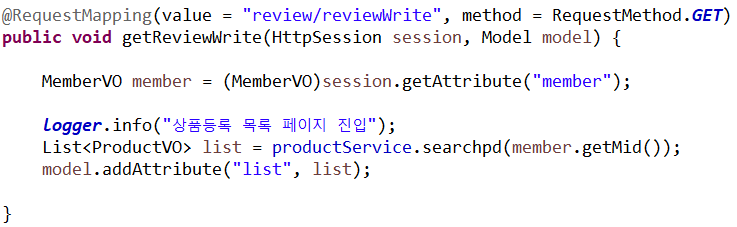 @RequestMapping(value = "review/reviewWrite", method = RequestMethod.GET)
public void getReviewWrite(HttpSession session, Model model) {
MemberVO member = (MemberVO)session.getAttribute("member");
logger.info("상품등록 목록 페이지 진입");
List<ProductVO> list = productService.searchpd(member.getMid());
model.addAttribute("list", list);
}